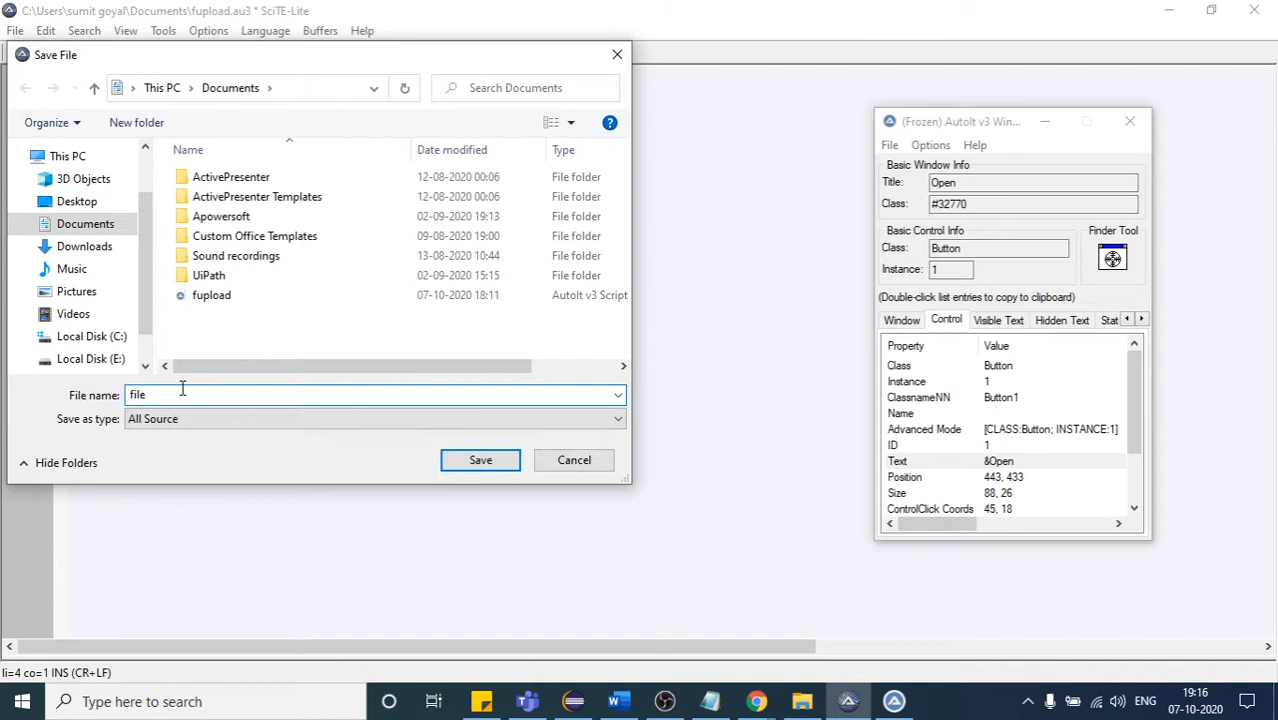 C:\Users\sumit goyal\Documents\fupload.au3 * SciTE-Lite
File Edit Search View Tools Options Language Buffers Help
Save File
This PC > Documents >
Search Documents
Organize New folder
This PC
3D Objects
Desktop
Documents
Downloads
Music
Pictures
Videos
Local Disk (C:)
Local Disk (E:)
Name Date modified Type
ActivePresenter 12-08-2020 00:06 File folder
ActivePresenter Templates 12-08-2020 00:06 File folder
Apowersoft 02-09-2020 19:13 File folder
Custom Office Templates 09-08-2020 19:00 File folder
Sound recordings 13-08-2020 10:44 File folder
UiPath 02-09-2020 15:15 File folder
fupload 07-10-2020 18:11 AutoIt v3 Script
File name: file
Save as type: All Source
Hide Folders
Save Cancel
(Frozen) AutoIt v3 Win...
File Options Help
Basic Window Info
Title: Open
Class: #32770
Basic Control Info
Class: Button
Instance: 1
Finder Tool
(Double-click list entries to copy to clipboard)
Window Control Visible Text Hidden Text Stat
Property Value
Class Button
Instance 1
ClassnameNN Button1
Name
Advanced Mode [CLASS:Button; INSTANCE:1]
ID 1
Text &Open
Position 443, 433
Size 88, 26
ControlClick Coords 45, 18
li=4 co=1 INS (CR+LF)
Type here to search
ENG
19:16
07-10-2020